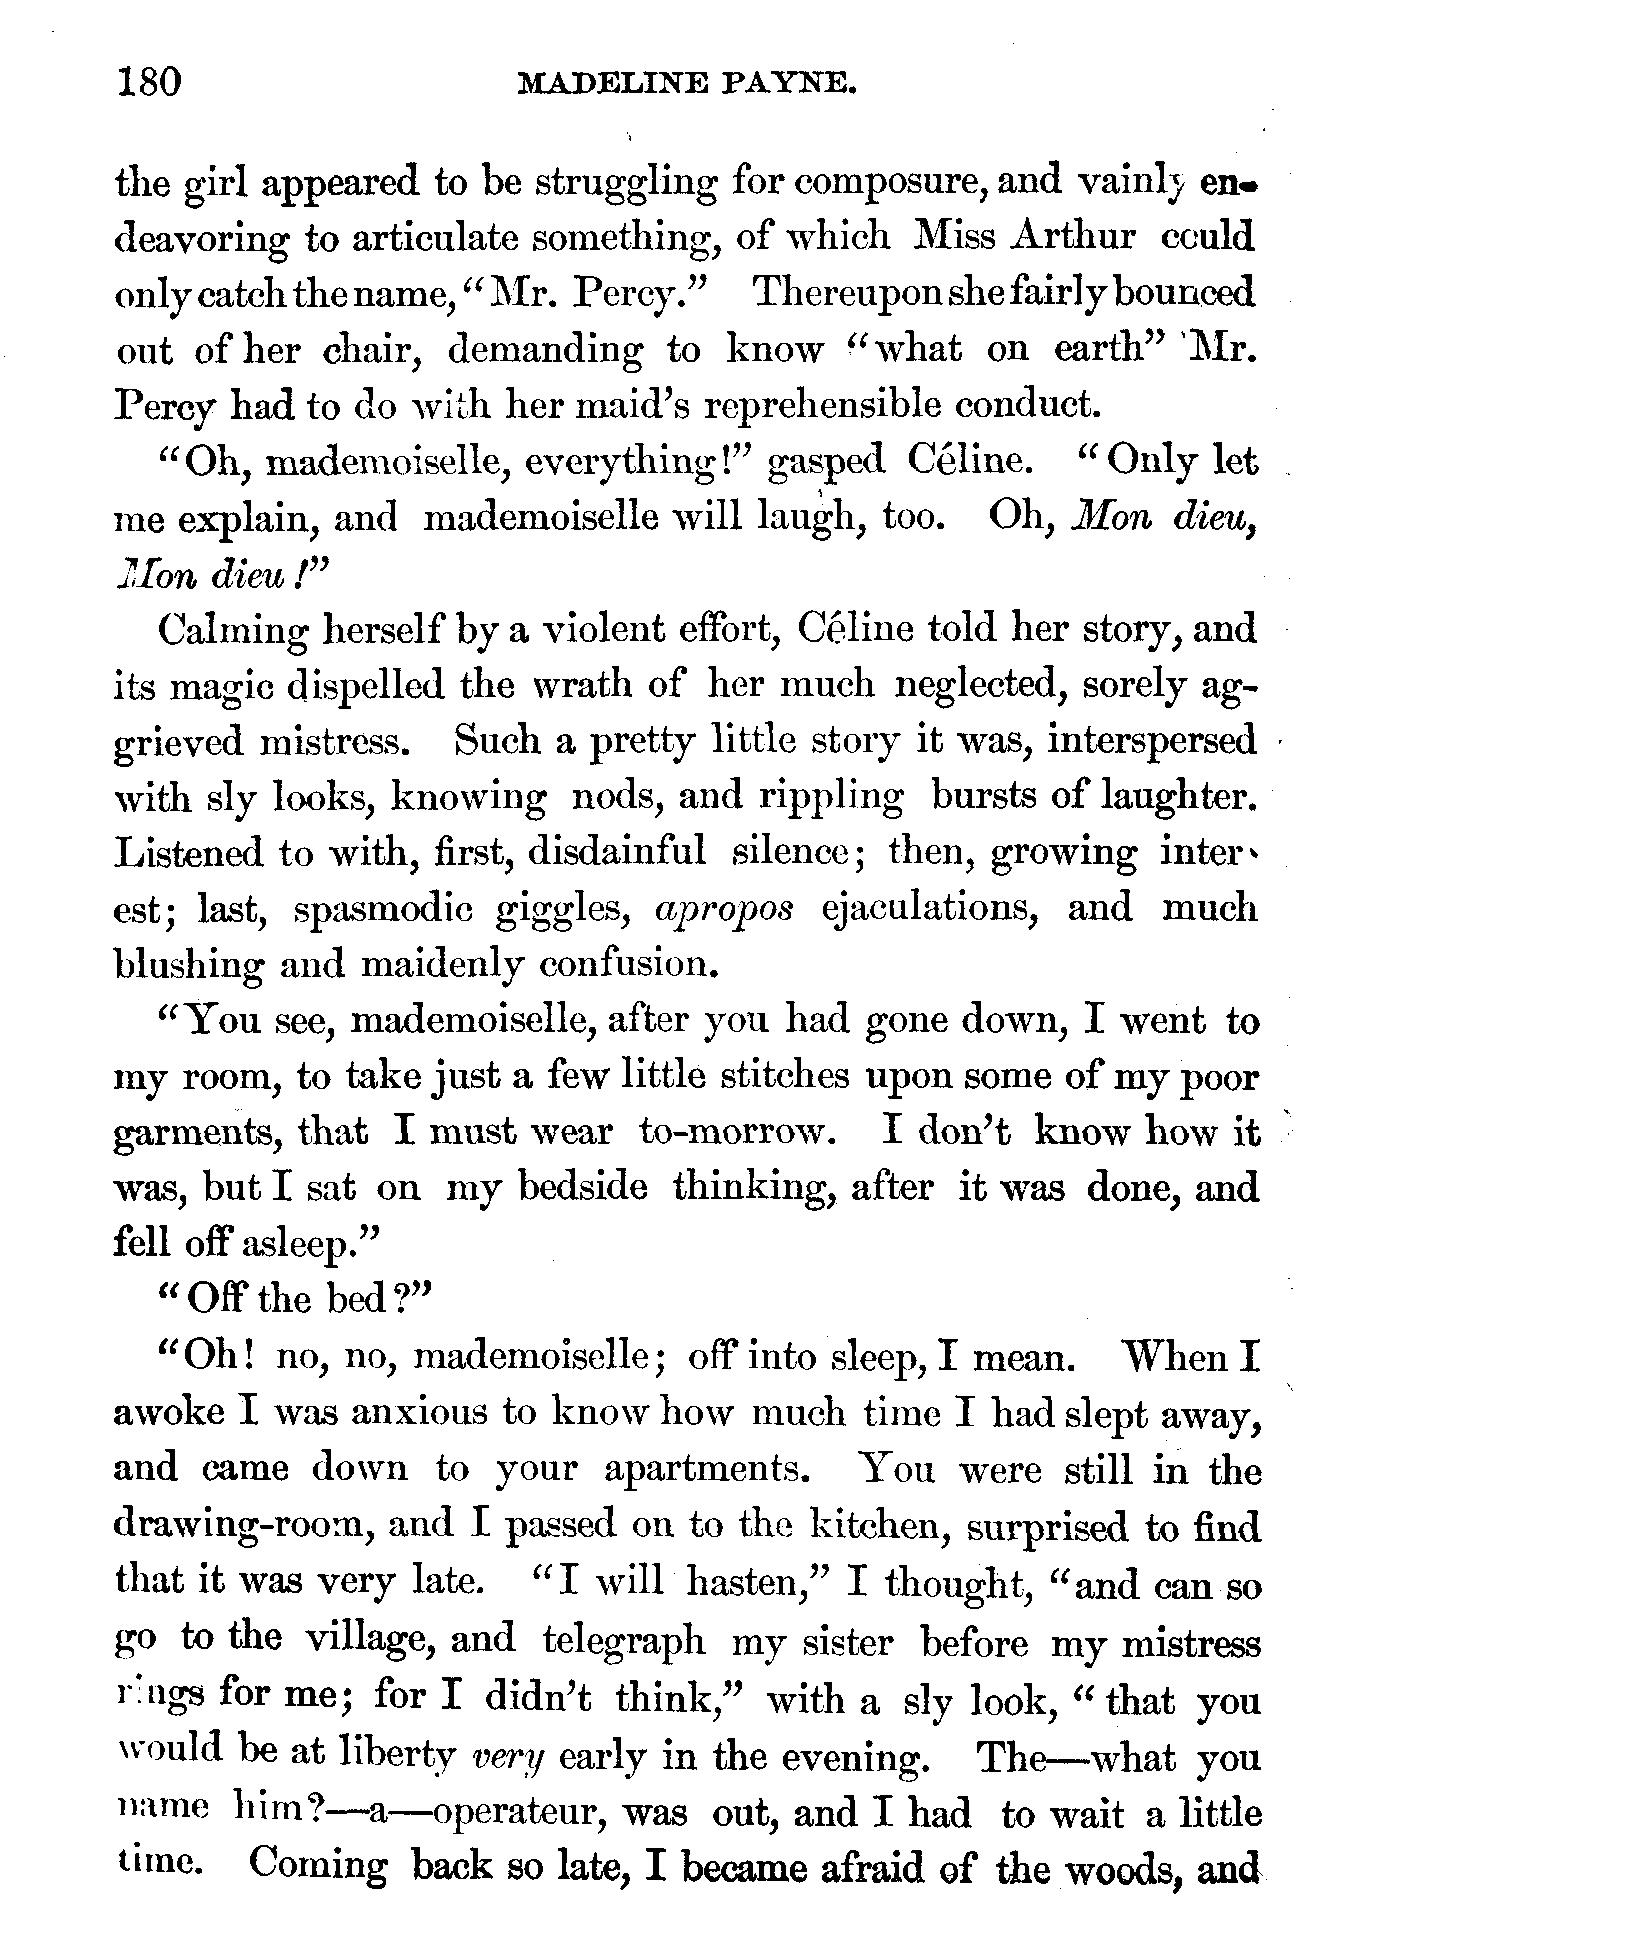 180 MADELINE PAYNE.
the girl appeared to be struggling for composure, and vainly en-
deavoring to articulate something, of which Miss Arthur could
only catch the name, "Mr. Percy." Thereupon she fairly bounced
out of her chair, demanding to know "what on earth" Mr.
Percy had to do with her maid's reprehensible conduct.
"Oh, mademoiselle, everything!" gasped Céline. "Only let
me explain, and mademoiselle will laugh, too. Oh, Mon dieu,
Mon dieu!"
Calming herself by a violent effort, Céline told her story, and
its magic dispelled the wrath of her much neglected, sorely ag-
grieved mistress. Such a pretty little story it was, interspersed
with sly looks, knowing nods, and rippling bursts of laughter.
Listened to with, first, disdainful silence; then, growing inter-
est; last, spasmodic giggles, apropos ejaculations, and much
blushing and maidenly confusion.
"You see, mademoiselle, after you had gone down, I went to
my room, to take just a few little stitches upon some of my poor
garments, that I must wear to-morrow. I don't know how it
was, but I sat on my bedside thinking, after it was done, and
fell off asleep."
"Off the bed?"
"Oh! no, no, mademoiselle; off into sleep, I mean. When I
awoke I was anxious to know how much time I had slept away,
and came down to your apartments. You were still in the
drawing-room, and I passed on to the kitchen, surprised to find
that it was very late. "I will hasten," I thought, "and can so
go to the village, and telegraph my sister before my mistress
rings for me; for I didn't think," with a sly look, "that you
would be at liberty very early in the evening. The—what you
name him?—a—operateur, was out, and I had to wait a little
time. Coming back so late, I became afraid of the woods, and